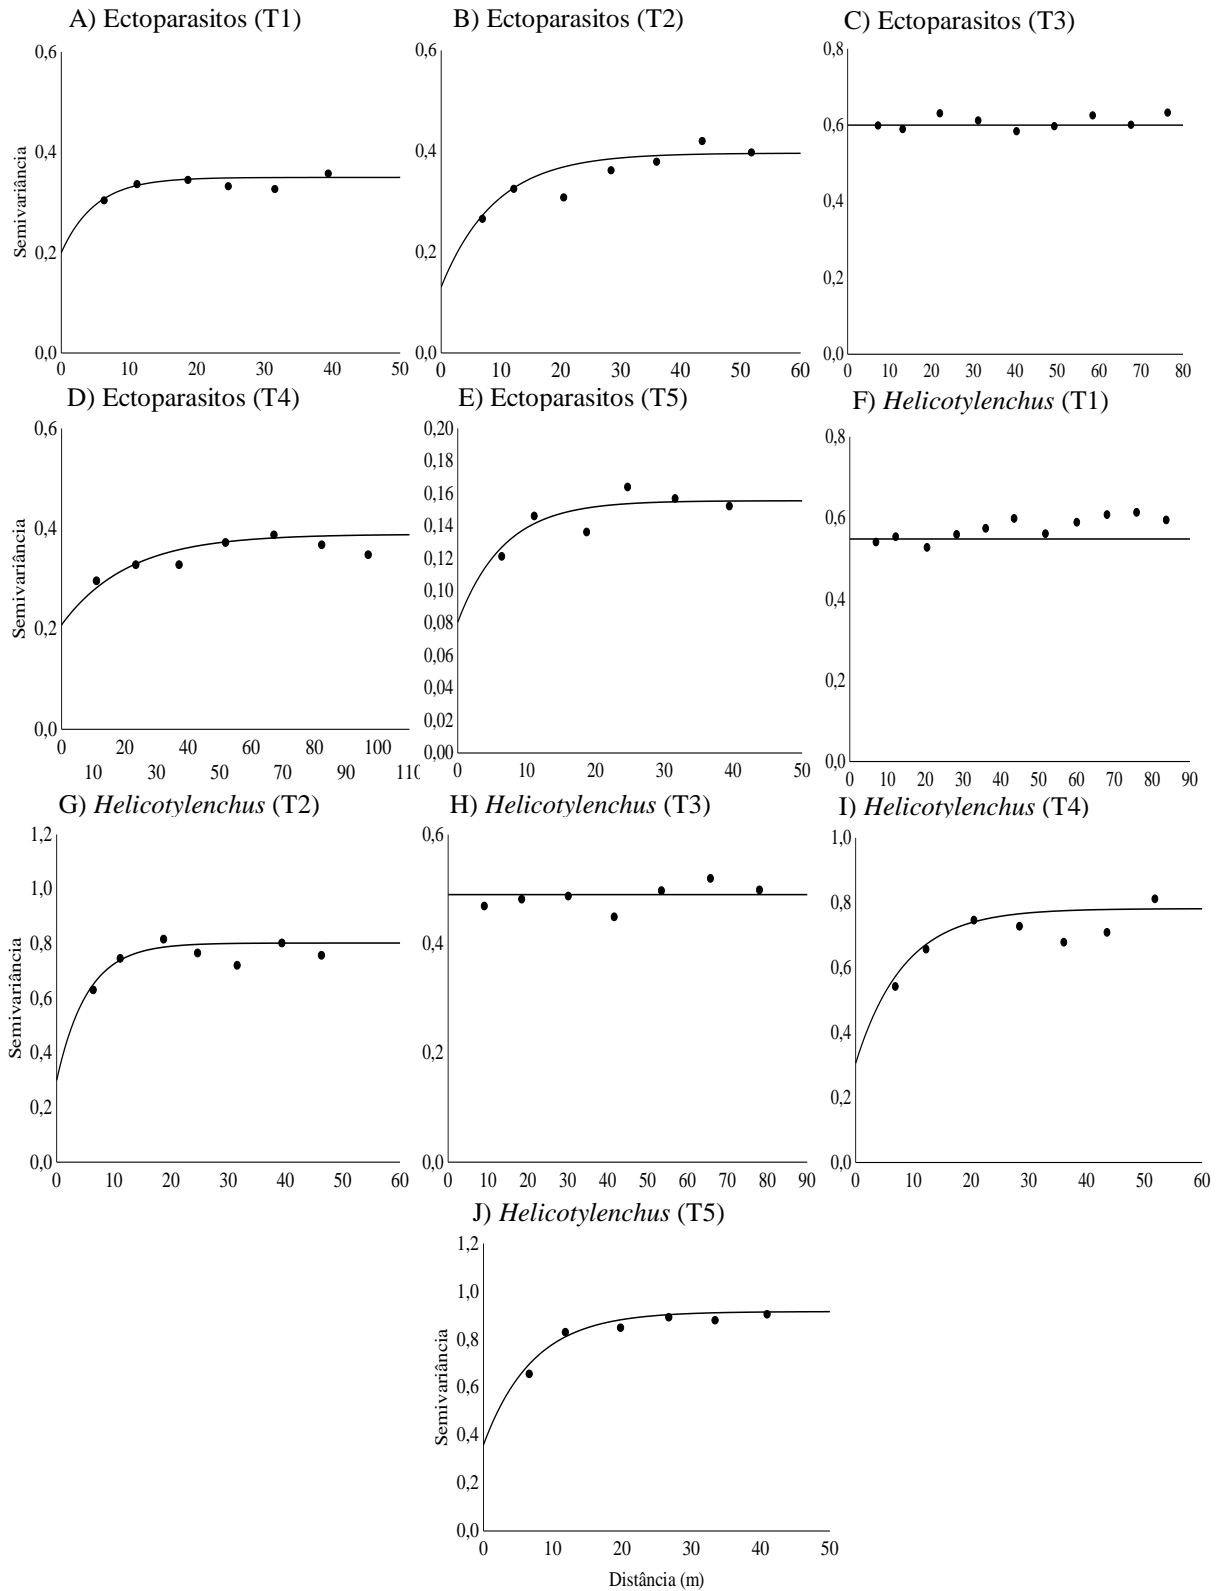 A) Ectoparasitos (T1)
B) Ectoparasitos (T2)
C) Ectoparasitos (T3)
0,6
0,4
0,2
0,0
Semivariância
0 10 20 30 40 50
0,6
0,4
0,2
0,0
0 10 20 30 40 50 60
0,8
0,6
0,4
0,2
0,0
0 10 20 30 40 50 60 70 80
D) Ectoparasitos (T4)
E) Ectoparasitos (T5)
F) Helicotylenchus (T1)
0,6
0,4
0,2
0,0
Semivariância
0 20 40 60 80 100
10 30 50 70 90 110
0,20
0,18
0,16
0,14
0,12
0,10
0,08
0,06
0,04
0,02
0,00
0 10 20 30 40 50
0,8
0,6
0,4
0,2
0,0
0 10 20 30 40 50 60 70 80 90
G) Helicotylenchus (T2)
H) Helicotylenchus (T3)
I) Helicotylenchus (T4)
1,2
1,0
0,8
0,6
0,4
0,2
0,0
Semivariância
0 10 20 30 40 50 60
0,6
0,4
0,2
0,0
0 10 20 30 40 50 60 70 80 90
1,0
0,8
0,6
0,4
0,2
0,0
0 10 20 30 40 50 60
J) Helicotylenchus (T5)
1,2
1,0
0,8
0,6
0,4
0,2
0,0
Semivariância
0 10 20 30 40 50
Distância (m)